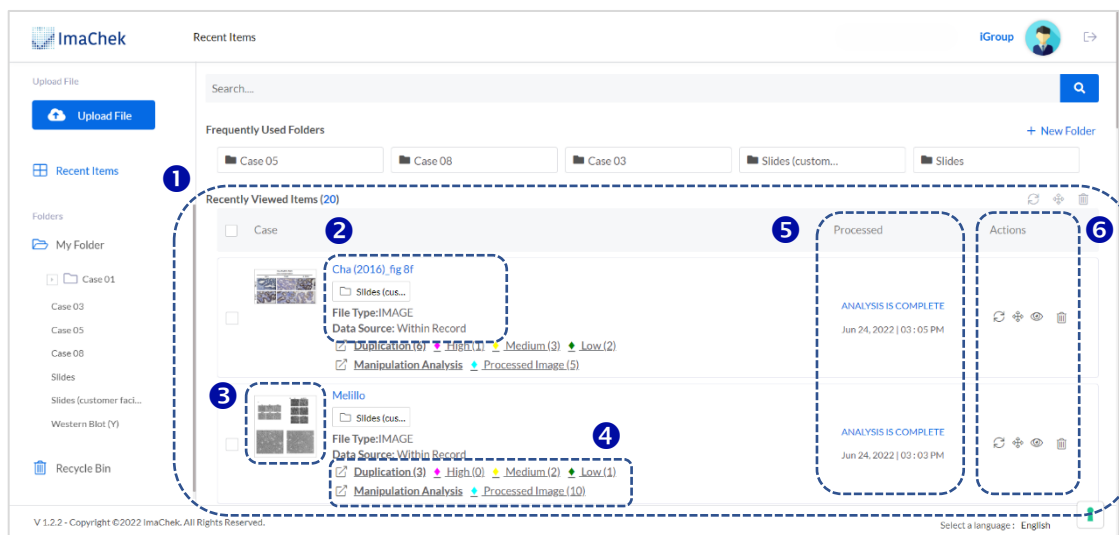 ImaChek
Recent Items
iGroup
Upload File
Search....
Upload File
Frequently Used Folders
+ New Folder
Case 05
Case 08
Case 03
Slides (custom...
Slides
Recent Items
1
Recently Viewed Items (20)
Folders
Case
2
5
Processed
Actions
6
My Folder
Case 01
Case 03
Case 05
Case 08
Slides
Slides (customer faci...
Western Blot (Y)
Recycle Bin
Cha (2016)_fig 8f
Slides (cus...
File Type:IMAGE
Data Source: Within Record
Duplication (6) High (1) Medium (3) Low (2)
Manipulation Analysis Processed Image (5)
ANALYSIS IS COMPLETE
Jun 24, 2022 | 03 : 05 PM
3
Melillo
Slides (cus...
File Type:IMAGE
4
Data Source: Within Record
Duplication (3) High (0) Medium (2) Low (1)
Manipulation Analysis Processed Image (10)
ANALYSIS IS COMPLETE
Jun 24, 2022 | 03 : 03 PM
V 1.2.2 - Copyright ©2022 ImaChek. All Rights Reserved.
Select a language : English